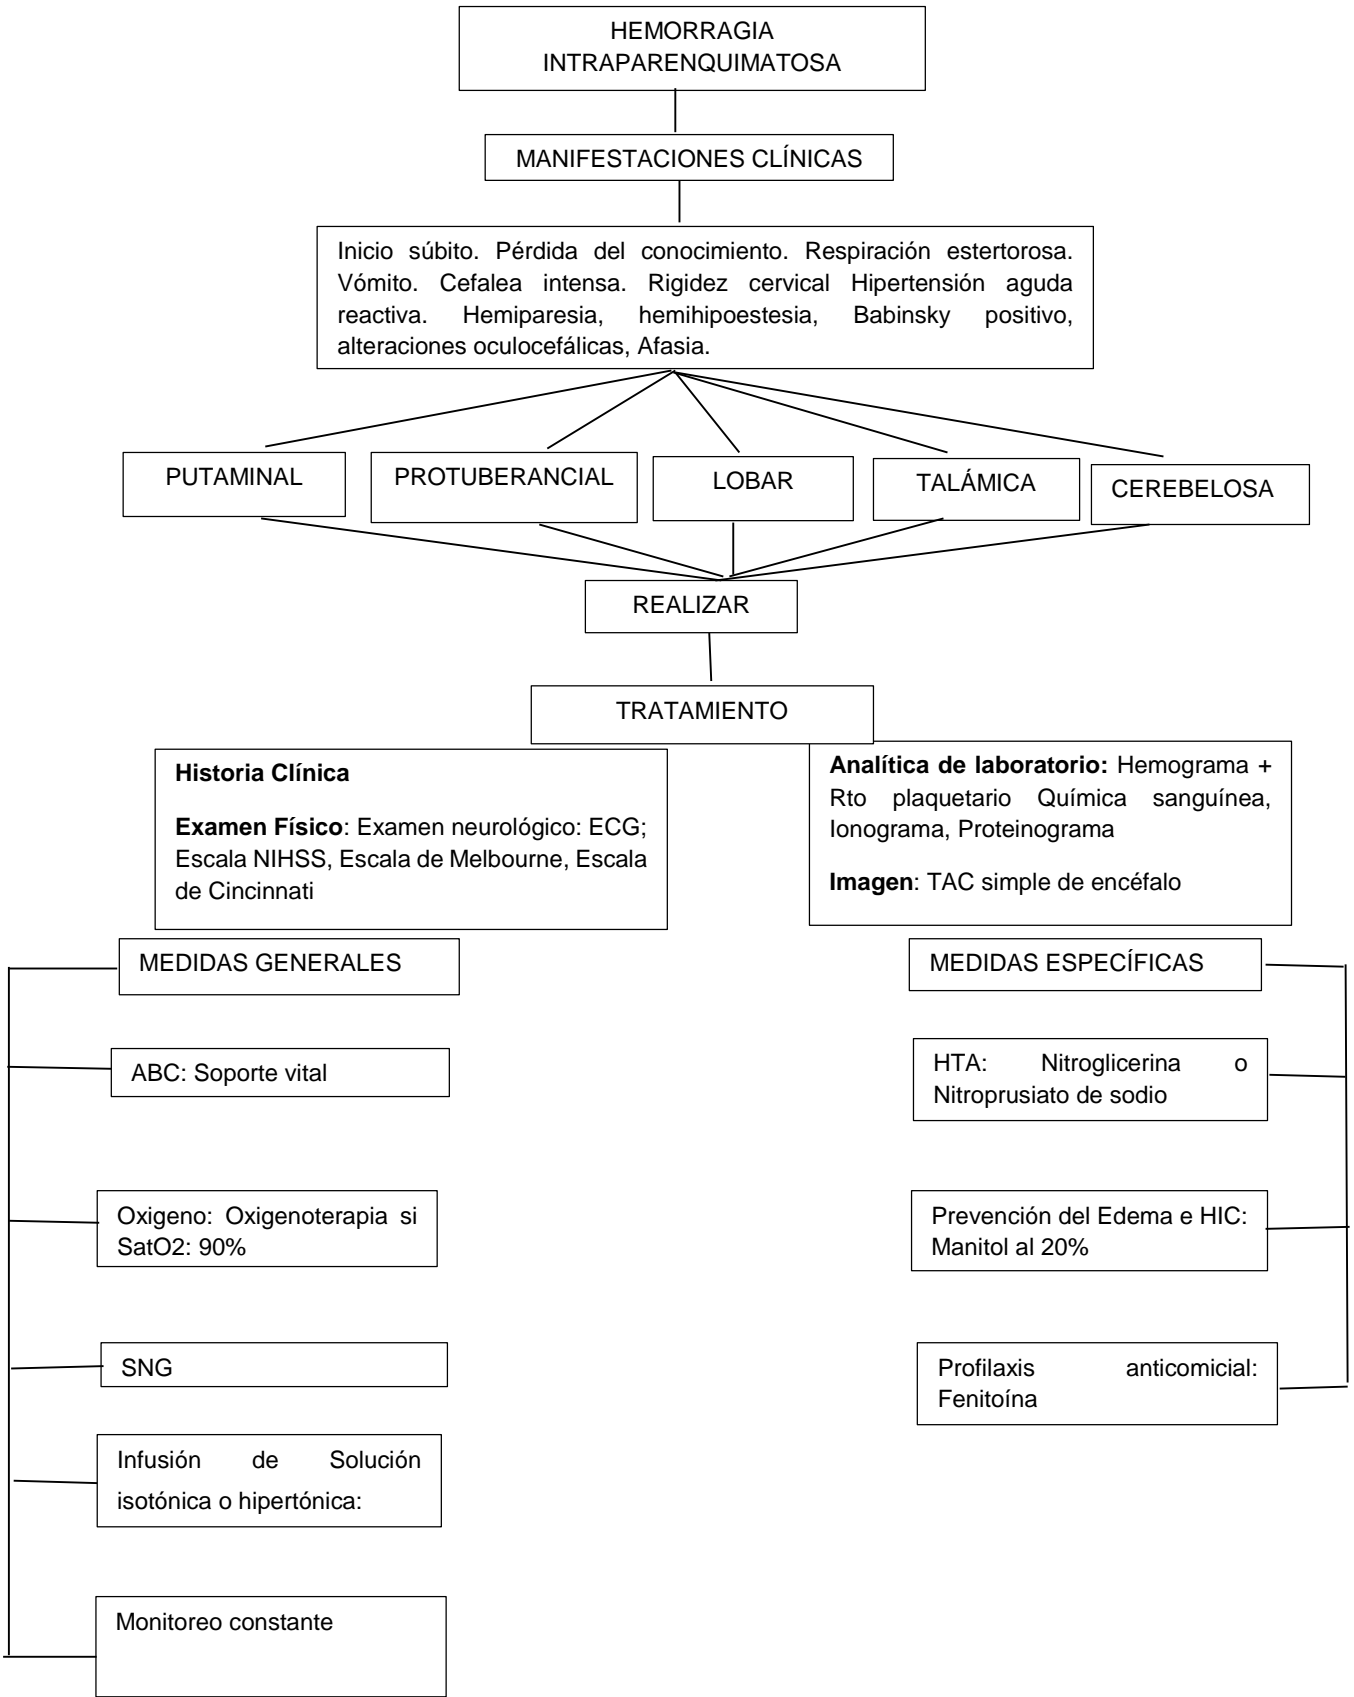 HEMORRAGIA
INTRAPARENQUIMATOSA
MANIFESTACIONES CLÍNICAS
Inicio súbito. Pérdida del conocimiento. Respiración estertorosa.
Vómito. Cefalea intensa. Rigidez cervical Hipertensión aguda
reactiva. Hemiparesia, hemihipoestesia, Babinsky positivo,
alteraciones oculocefálicas, Afasia.
PUTAMINAL
PROTUBERANCIAL
LOBAR
TALÁMICA
CEREBELOSA
REALIZAR
TRATAMIENTO
Historia Clínica
Examen Físico: Examen neurológico: ECG;
Escala NIHSS, Escala de Melbourne, Escala
de Cincinnati
Analítica de laboratorio: Hemograma +
Rto plaquetario Química sanguínea,
Ionograma, Proteinograma
Imagen: TAC simple de encéfalo
MEDIDAS GENERALES
ABC: Soporte vital
Oxigeno: Oxigenoterapia si
SatO2: 90%
SNG
Infusión de Solución
isotónica o hipertónica:
Monitoreo constante
MEDIDAS ESPECÍFICAS
HTA: Nitroglicerina o
Nitroprusiato de sodio
Prevención del Edema e HIC:
Manitol al 20%
Profilaxis anticomicial:
Fenitoína